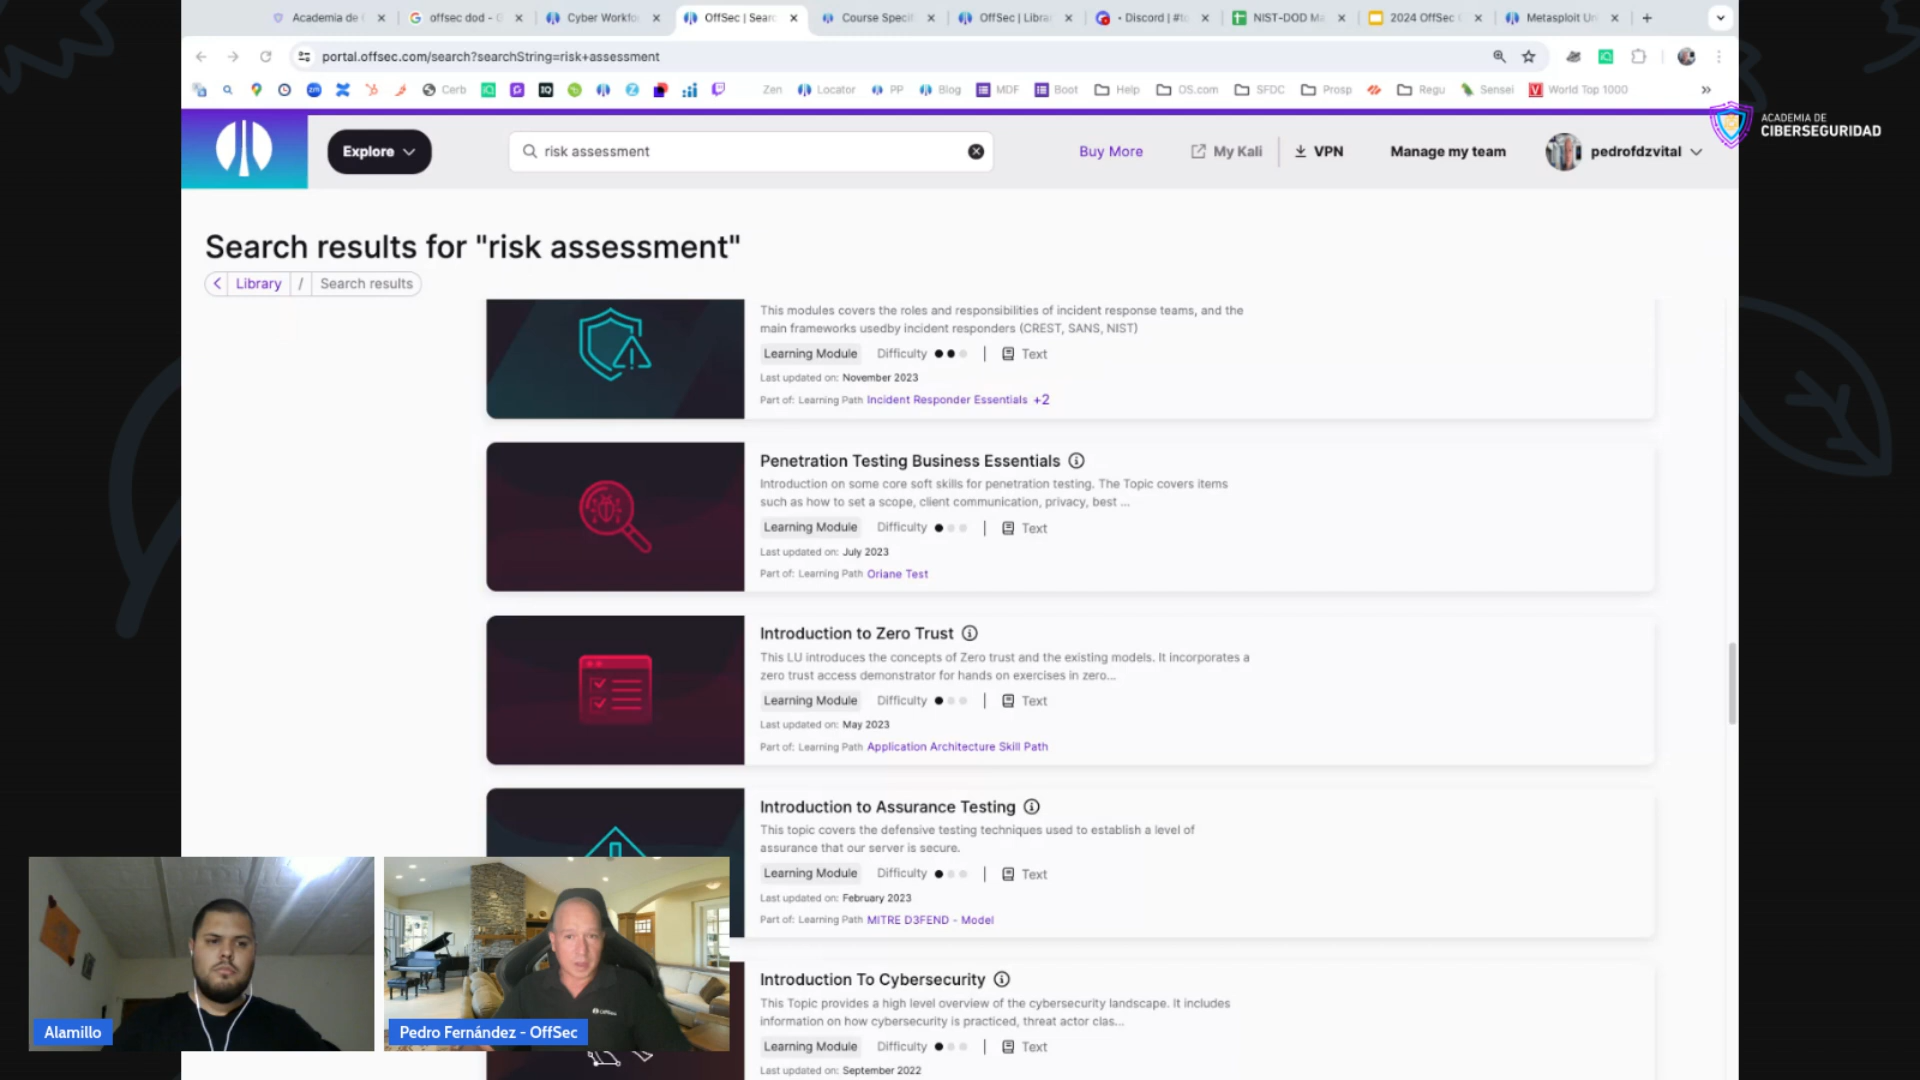 Academia de
offsec dod - 
Cyber Workfo
OffSec | Searc
Course Specif
OffSec | Librar
• Discord | #to
NIST-DOD Ma
2024 OffSec
Metasploit Un
portal.offsec.com/search?searchString=risk+assessment
Cerb
Zen
Locator
PP
Blog
MDF
Boot
Help
OS.com
SFDC
Prosp
Regu
Sensei
World Top 1000
ACADEMIA DE
CIBERSEGURIDAD
Explore
risk assessment
Buy More
My Kali
VPN
Manage my team
pedrofdzvital
Search results for "risk assessment"
Library / Search results
This modules covers the roles and responsibilities of incident response teams, and the
main frameworks usedby incident responders (CREST, SANS, NIST)
Learning Module Difficulty | Text
Last updated on: November 2023
Part of: Learning Path Incident Responder Essentials +2
Penetration Testing Business Essentials
Introduction on some core soft skills for penetration testing. The Topic covers items
such as how to set a scope, client communication, privacy, best ...
Learning Module Difficulty | Text
Last updated on: July 2023
Part of: Learning Path Oriane Test
Introduction to Zero Trust
This LU introduces the concepts of Zero trust and the existing models. It incorporates a
zero trust access demonstrator for hands on exercises in zero...
Learning Module Difficulty | Text
Last updated on: May 2023
Part of: Learning Path Application Architecture Skill Path
Introduction to Assurance Testing
This topic covers the defensive testing techniques used to establish a level of
assurance that our server is secure.
Learning Module Difficulty | Text
Last updated on: February 2023
Part of: Learning Path MITRE D3FEND - Model
Introduction To Cybersecurity
This Topic provides a high level overview of the cybersecurity landscape. It includes
information on how cybersecurity is practiced, threat actor clas...
Learning Module Difficulty | Text
Last updated on: September 2022
Alamillo
Pedro Fernández - OffSec